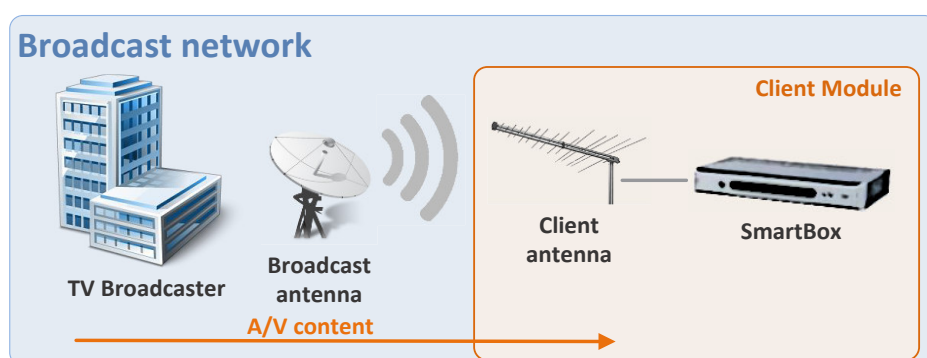 Broadcast network
Client Module
Client
antenna
SmartBox
Broadcast
antenna
TV Broadcaster
A/V content